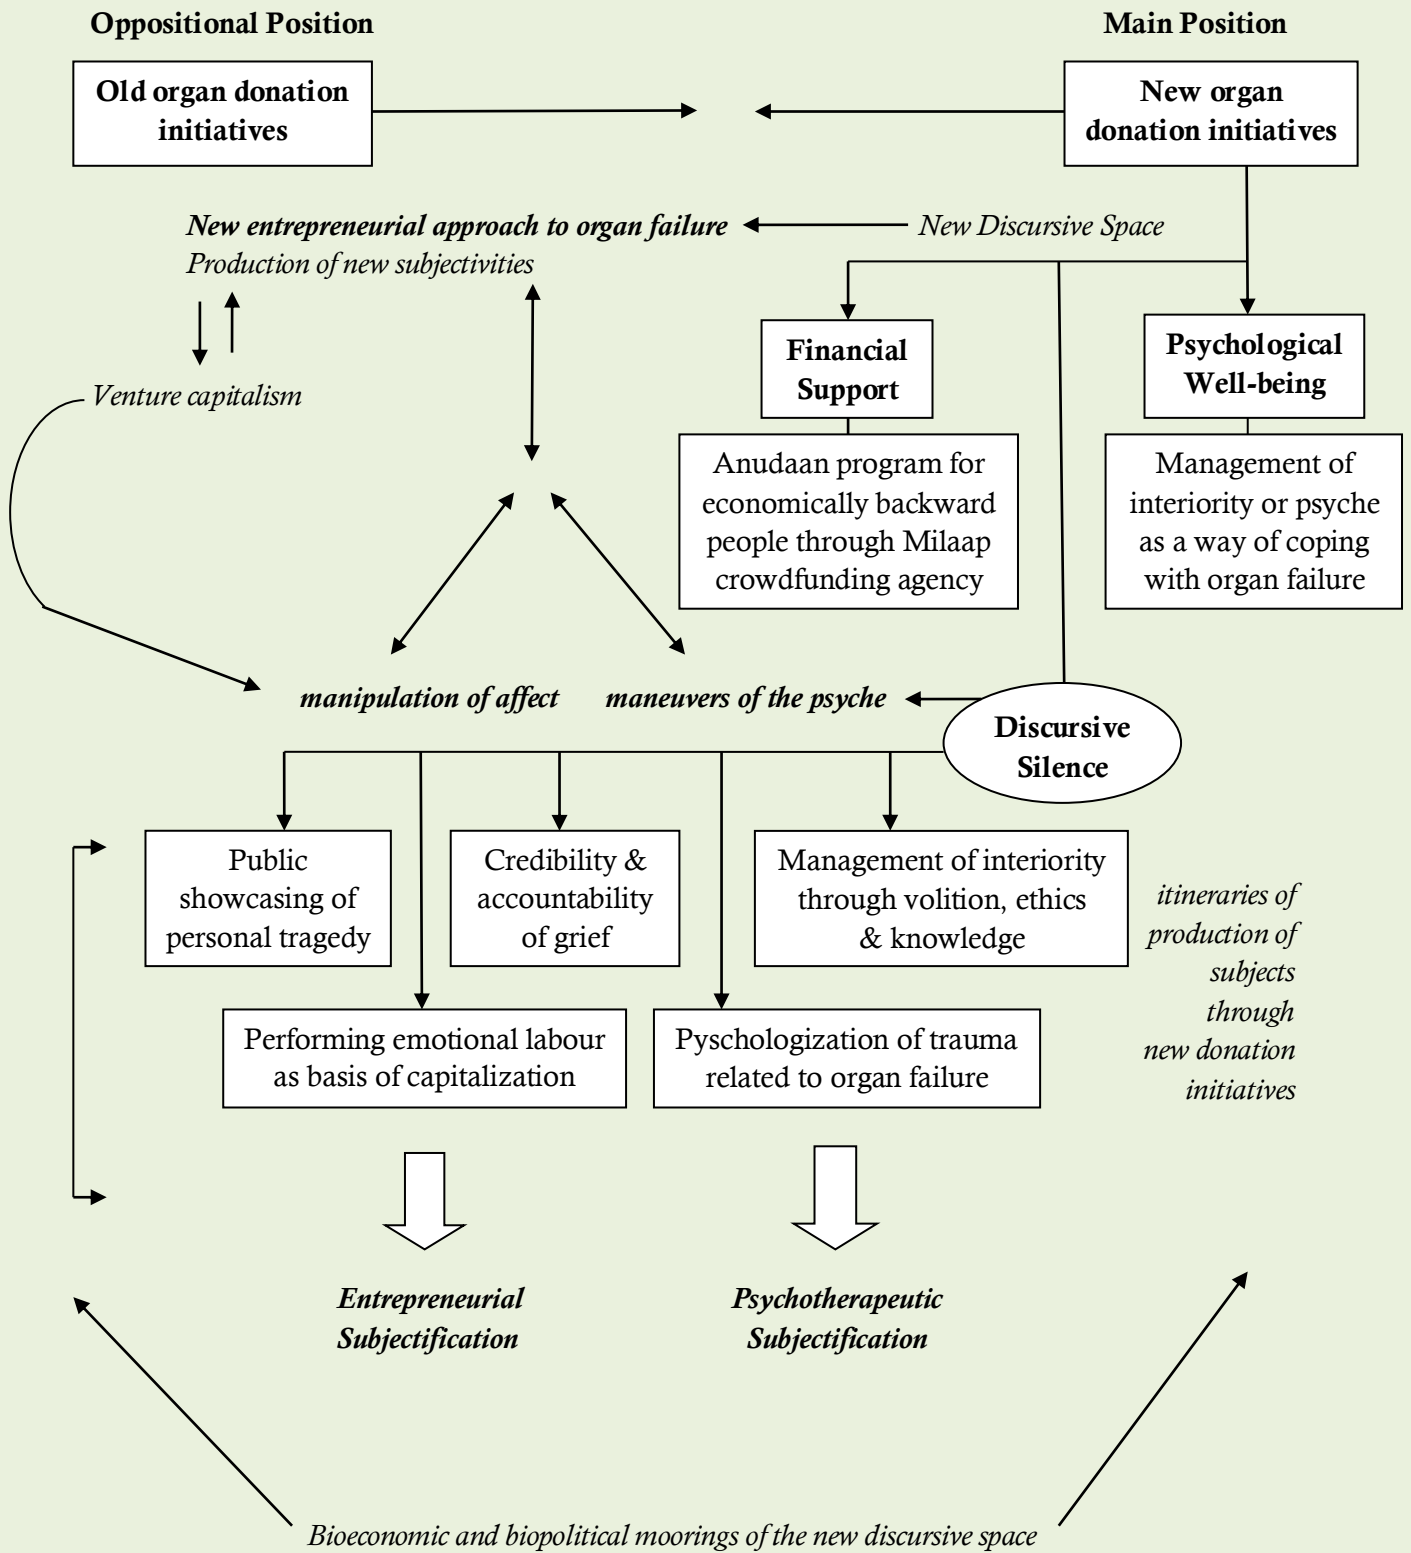 Oppositional Position
Main Position
Old organ donation
initiatives
New organ
donation initiatives
New entrepreneurial approach to organ failure
New Discursive Space
Production of new subjectivities
Financial
Support
Psychological
Well-being
Venture capitalism
Anudaan program for
economically backward
people through Milaap
crowdfunding agency
Management of
interiority or psyche
as a way of coping
with organ failure
manipulation of affect
maneuvers of the psyche
Discursive
Silence
Public
showcasing of
personal tragedy
Credibility &
accountability
of grief
Management of interiority
through volition, ethics
& knowledge
itineraries of
production of
subjects
through
new donation
initiatives
Performing emotional labour
as basis of capitalization
Pyschologization of trauma
related to organ failure
Entrepreneurial
Subjectification
Psychotherapeutic
Subjectification
Bioeconomic and biopolitical moorings of the new discursive space